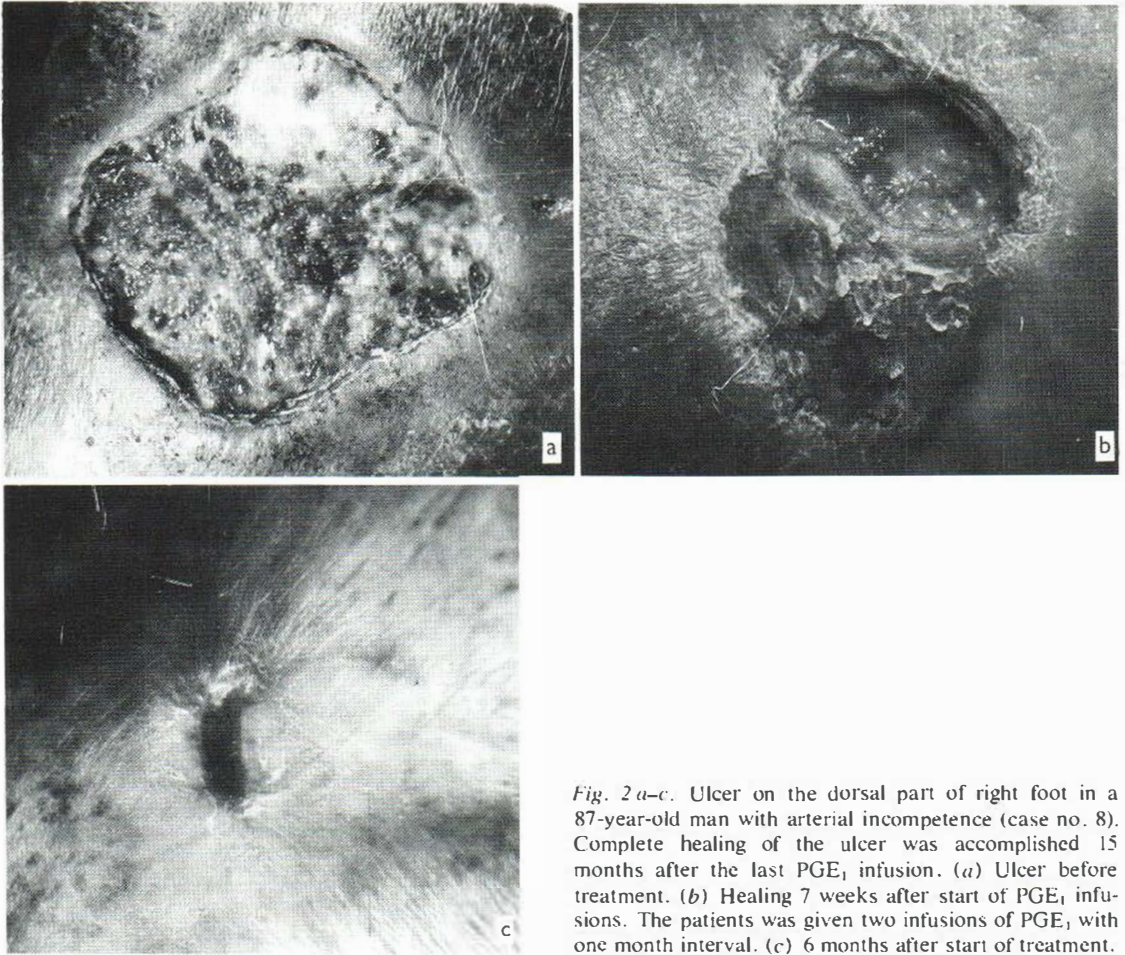 a
b
c
Fig. 2 a–c. Ulcer on the dorsal part of right foot in a
87-year-old man with arterial incompetence (case no. 8).
Complete healing of the ulcer was accomplished 15
months after the last PGE₁ infusion. (a) Ulcer before
treatment. (b) Healing 7 weeks after start of PGE₁ infu-
sions. The patients was given two infusions of PGE₁ with
one month interval. (c) 6 months after start of treatment.